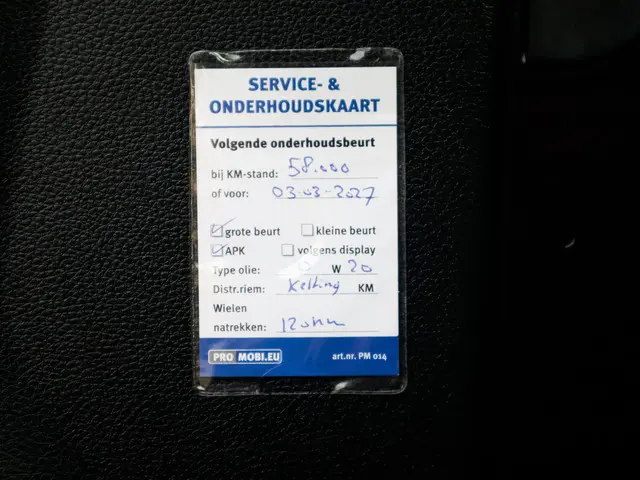 SERVICE- &
ONDERHOUDSKAART
Volgende onderhoudsbeurt
bij KM-stand: 58.000
of voor: 03-03-2027
grote beurt kleine beurt
APK volgens display
Type olie: 0 W 20
Distr.riem: Ketting KM
Wielen
natrekken: 120Nm
PRO MOBI.EU art.nr. PM 014